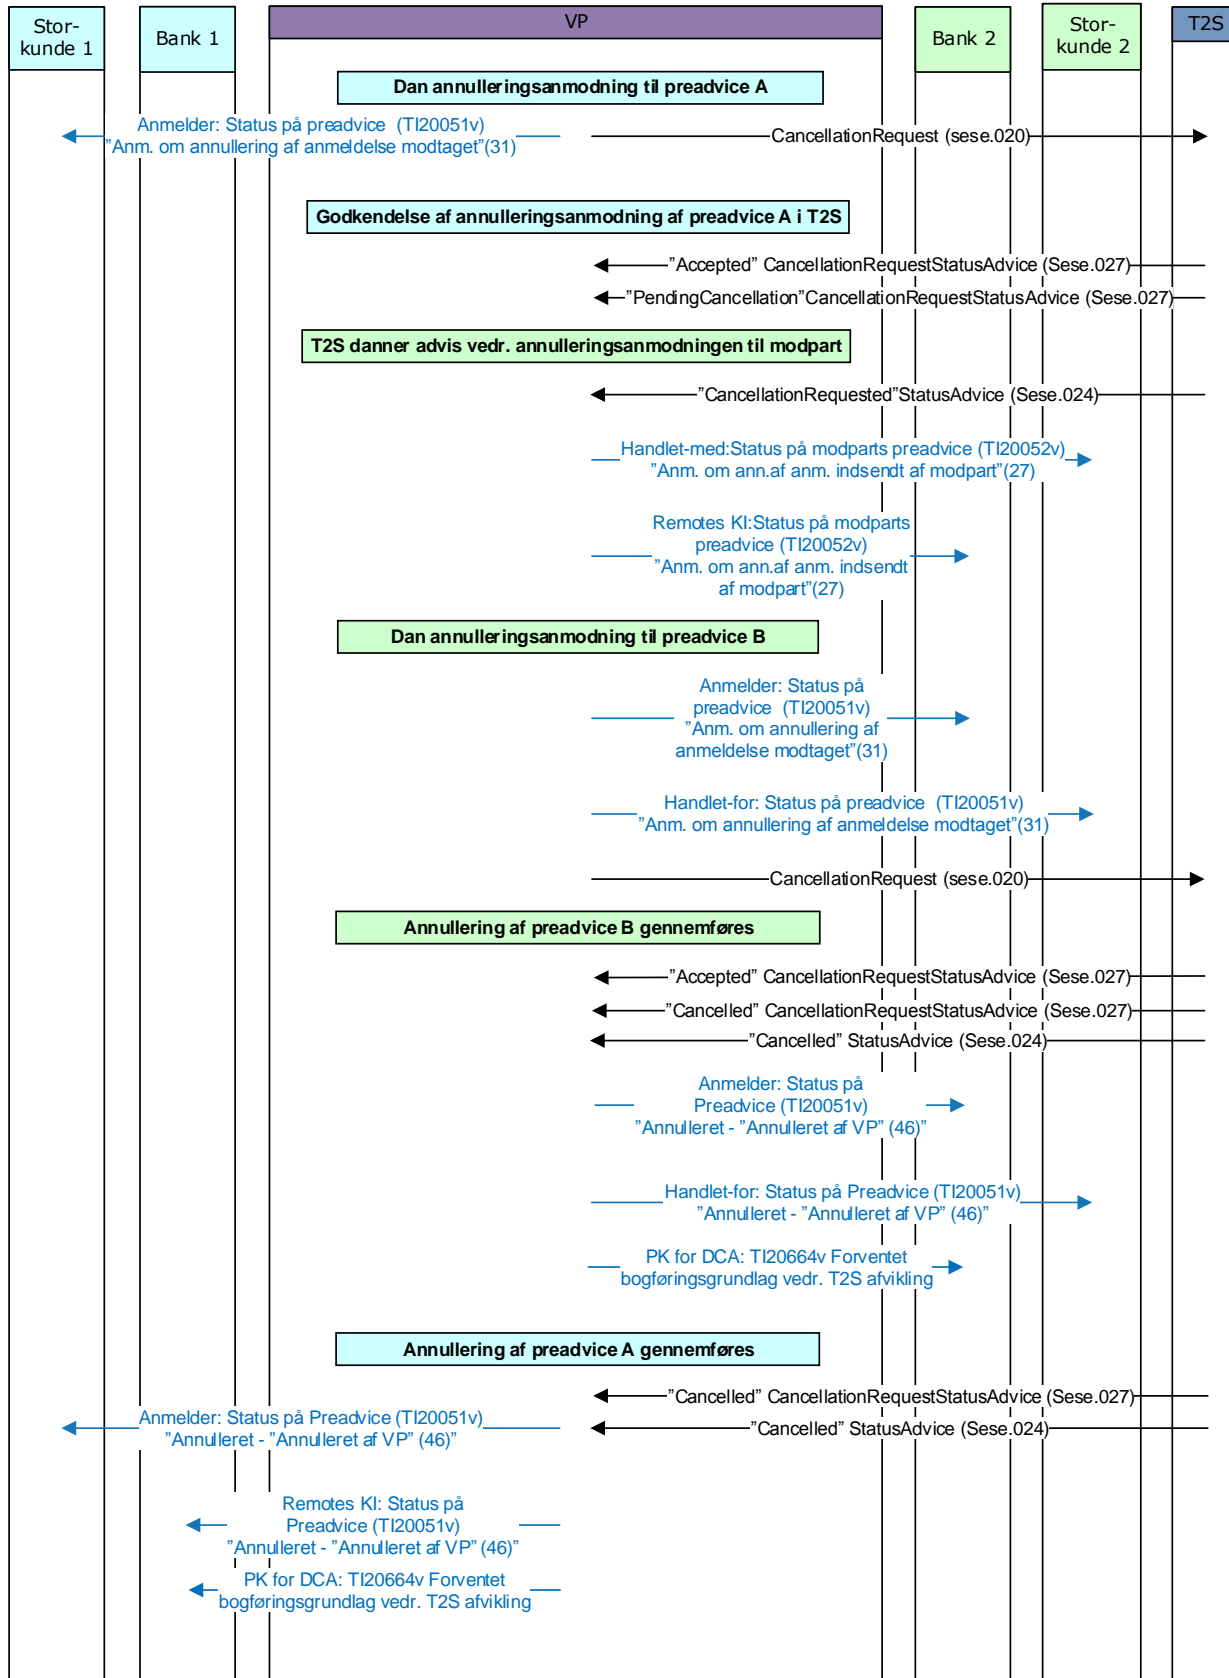 Stor-
kunde 1
Bank 1
VP
Bank 2
Stor-
kunde 2
T2S
Dan annulleringsanmodning til preadvice A
Anmelder: Status på preadvice (TI20051v)
"Anm. om annullering af anmeldelse modtaget"(31)
CancellationRequest (sese.020)
Godkendelse af annulleringsanmodning af preadvice A i T2S
"Accepted" CancellationRequestStatusAdvice (Sese.027)
"PendingCancellation"CancellationRequestStatusAdvice (Sese.027)
T2S danner advis vedr. annulleringsanmodningen til modpart
"CancellationRequested"StatusAdvice (Sese.024)
Handlet-med:Status på modparts preadvice (TI20052v)
"Anm. om ann.af anm. indsendt af modpart"(27)
Remotes KI:Status på modparts
preadvice (TI20052v)
"Anm. om ann.af anm. indsendt
af modpart"(27)
Dan annulleringsanmodning til preadvice B
Anmelder: Status på
preadvice (TI20051v)
"Anm. om annullering af
anmeldelse modtaget"(31)
Handlet-for: Status på preadvice (TI20051v)
"Anm. om annullering af anmeldelse modtaget"(31)
CancellationRequest (sese.020)
Annullering af preadvice B gennemføres
"Accepted" CancellationRequestStatusAdvice (Sese.027)
"Cancelled" CancellationRequestStatusAdvice (Sese.027)
"Cancelled" StatusAdvice (Sese.024)
Anmelder: Status på
Preadvice (TI20051v)
"Annulleret - "Annulleret af VP" (46)"
Handlet-for: Status på Preadvice (TI20051v)
"Annulleret - "Annulleret af VP" (46)"
PK for DCA: TI20664v Forventet
bogføringsgrundlag vedr. T2S afvikling
Annullering af preadvice A gennemføres
"Cancelled" CancellationRequestStatusAdvice (Sese.027)
Anmelder: Status på Preadvice (TI20051v)
"Annulleret - "Annulleret af VP" (46)"
"Cancelled" StatusAdvice (Sese.024)
Remotes KI: Status på
Preadvice (TI20051v)
"Annulleret - "Annulleret af VP" (46)"
PK for DCA: TI20664v Forventet
bogføringsgrundlag vedr. T2S afvikling